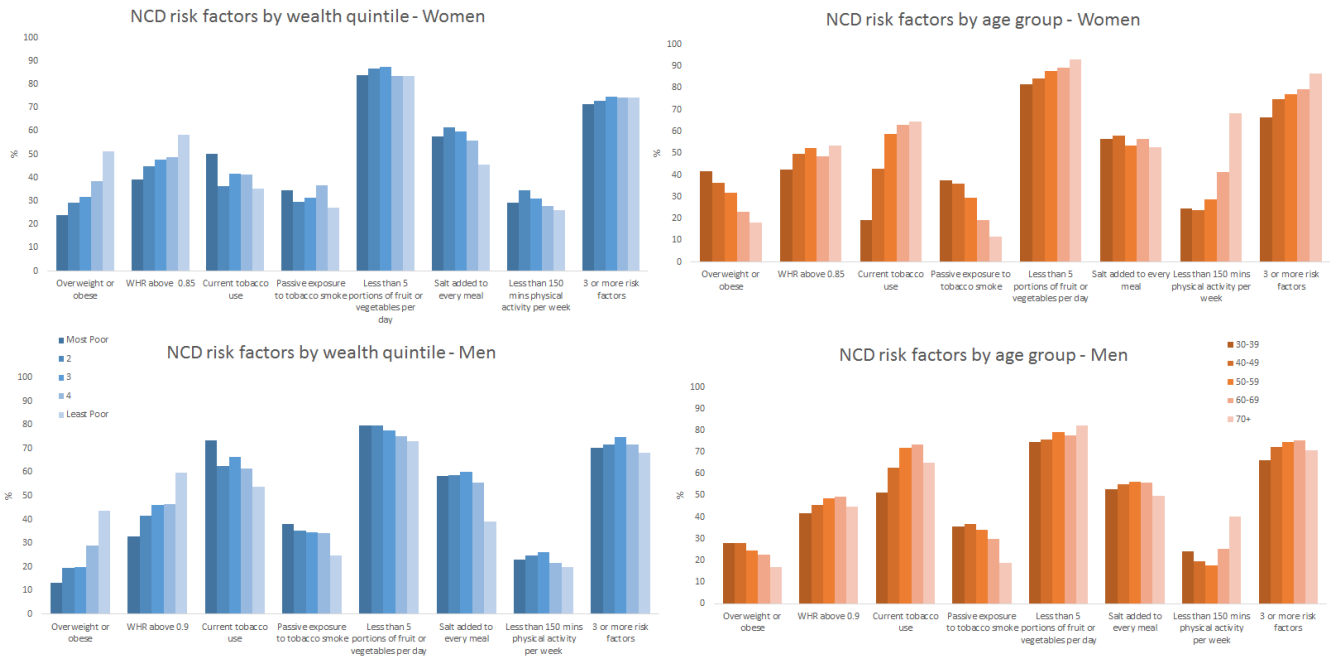 NCD risk factors by wealth quintile - Women
100
90
80
70
60
50
40
30
20
10
0
%
Overweight or
obese
WHR above 0.85
Current tobacco
use
Passive exposure
to tobacco smoke
Less than 5
portions of fruit or
vegetables per
day
Salt added to
every meal
Less than 150
mins physical
activity per week
3 or more risk
factors
NCD risk factors by age group - Women
100
90
80
70
60
50
40
30
20
10
0
%
Overweight or
obese
WHR above 0.85
Current tobacco
use
Passive exposure to
tobacco smoke
Less than 5
portions of fruit or
vegetables per day
Salt added to every
meal
Less than 150 mins
physical activity per
week
3 or more risk
factors
NCD risk factors by wealth quintile - Men
Most Poor
2
3
4
Least Poor
100
90
80
70
60
50
40
30
20
10
0
%
Overweight or
obese
WHR above 0.9
Current tobacco
use
Passive exposure
to tobacco smoke
Less than 5
portions of fruit or
vegetables per day
Salt added to
every meal
Less than 150 mins
physical activity
per week
3 or more risk
factors
NCD risk factors by age group - Men
30-39
40-49
50-59
60-69
70+
100
90
80
70
60
50
40
30
20
10
0
%
Overweight or
obese
WHR above 0.9
Current tobacco
use
Passive exposure
to tobacco smoke
Less than 5
portions of fruit or
vegetables per day
Salt added to
every meal
Less than 150 mins
physical activity
per week
3 or more risk
factors